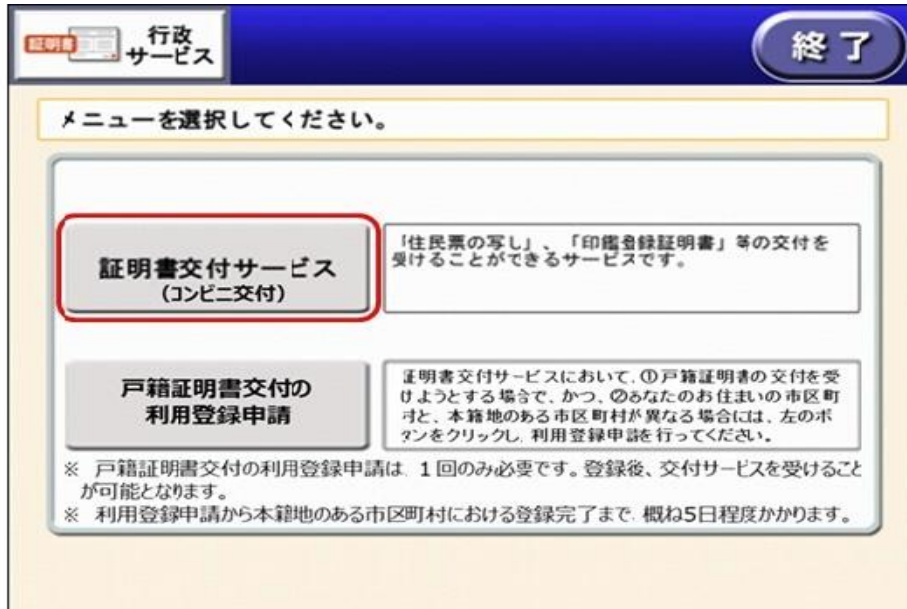 証明書
行政
サービス
終了
メニューを選択してください。
証明書交付サービス
(コンビニ交付)
「住民票の写し」、「印鑑登録証明書」等の交付を
受けることができるサービスです。
戸籍証明書交付の
利用登録申請
証明書交付サービスにおいて、①戸籍証明書の交付を受
けようとする場合で、かつ、②あなたのお住まいの市区町
村と、本籍地のある市区町村が異なる場合には、左のボ
タンをクリックし、利用登録申請を行ってください。
※ 戸籍証明書交付の利用登録申請は、1回のみ必要です。登録後、交付サービスを受けること
が可能となります。
※ 利用登録申請から本籍地のある市区町村における登録完了まで、概ね5日程度かかります。